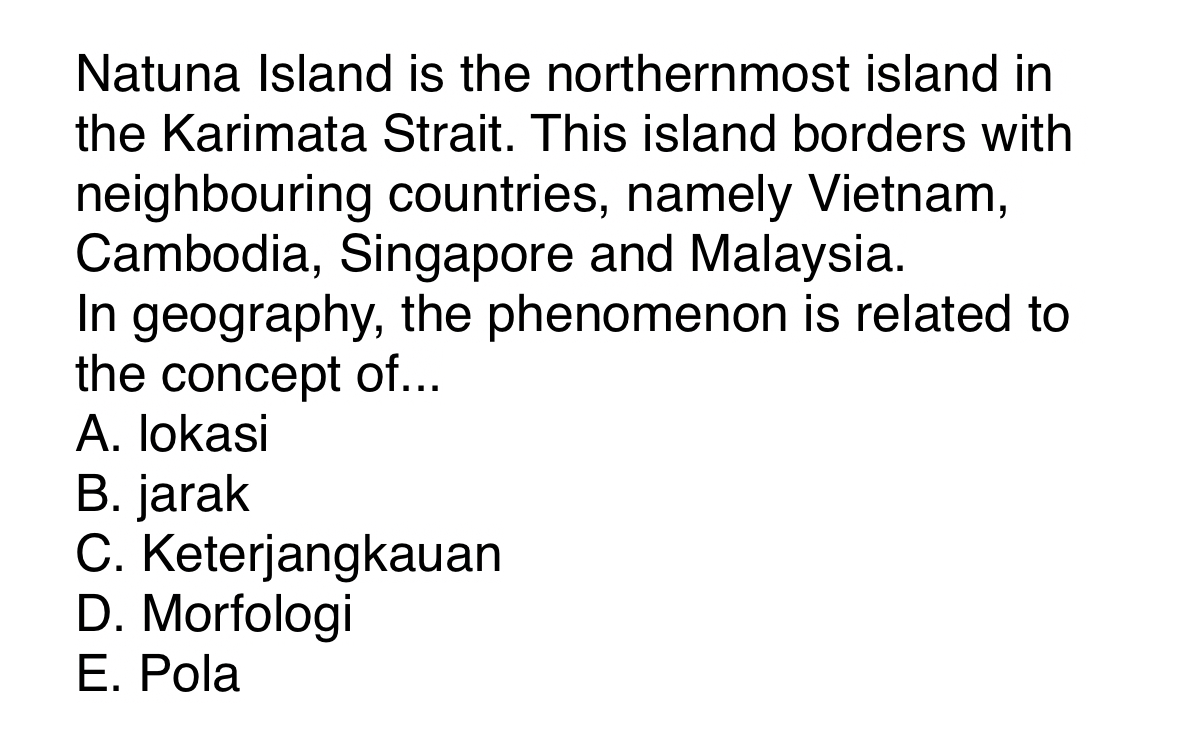 Natuna Island is the northernmost island in
the Karimata Strait. This island borders with
neighbouring countries, namely Vietnam,
Cambodia, Singapore and Malaysia.
In geography, the phenomenon is related to
the concept of...
A. lokasi
B. jarak
C. Keterjangkauan
D. Morfologi
E. Pola